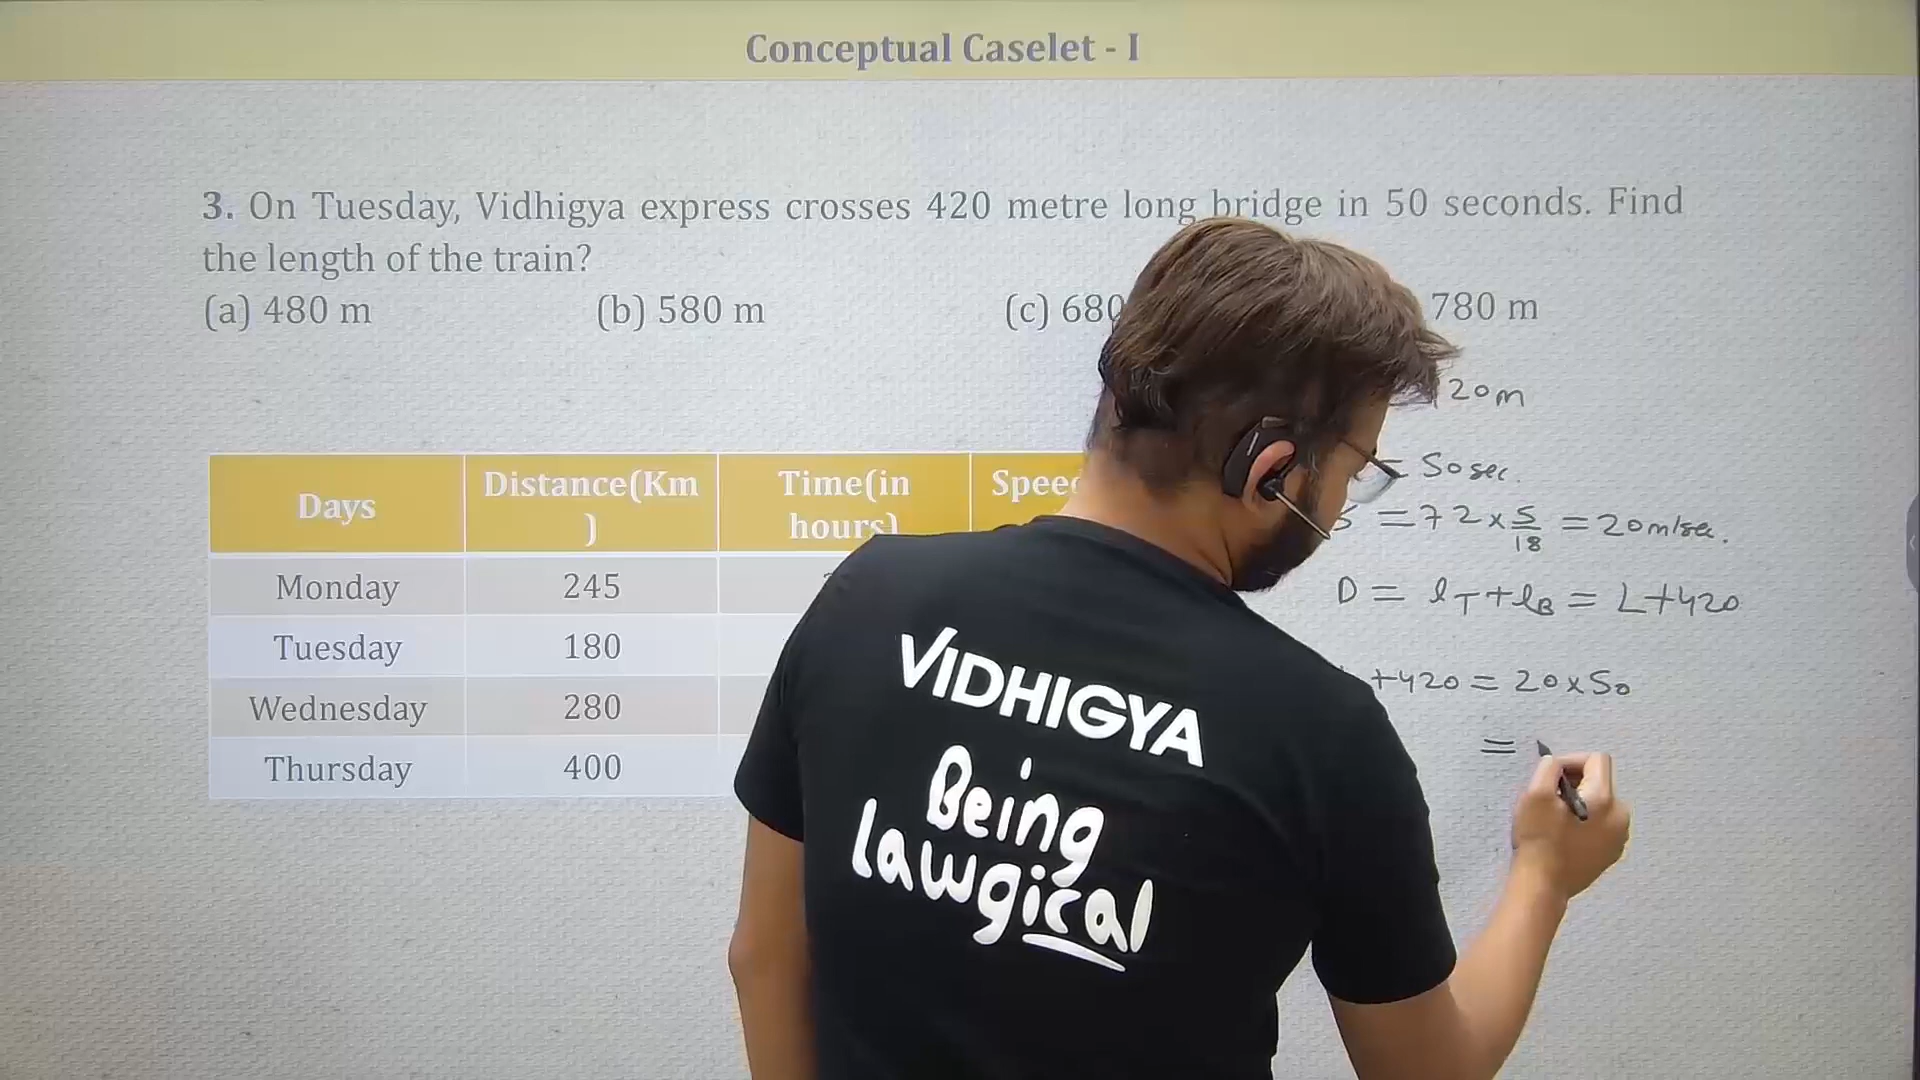 Conceptual Caselet - I
3. On Tuesday, Vidhigya express crosses 420 metre long bridge in 50 seconds. Find
the length of the train?
(a) 480 m (b) 580 m (c) 680 780 m
20m
= 50 sec.
S = 72 x 5/18 = 20m/sec.
D = lT + lB = L+420
+420 = 20x50
=
Days Distance(Km) Time(in hours)
Monday 245
Tuesday 180
Wednesday 280
Thursday 400
VIDHIGYA
Being
Lawgical